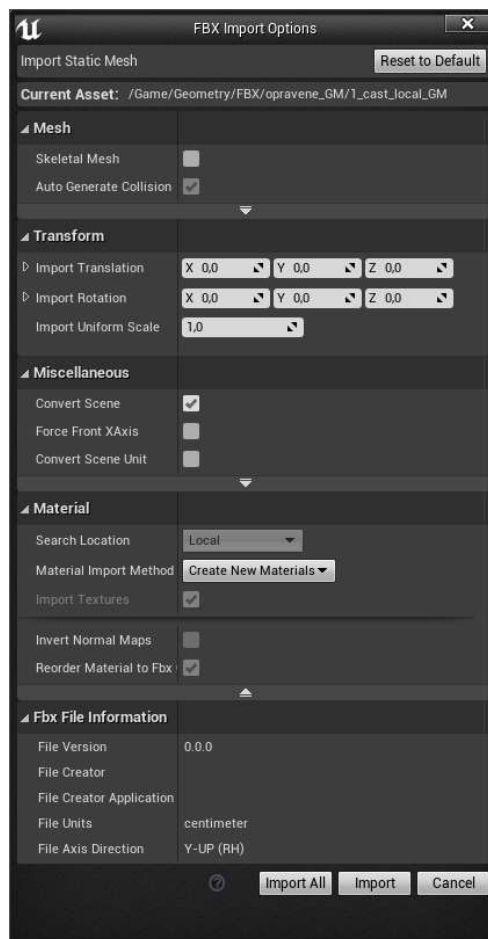 FBX Import Options
Import Static Mesh Reset to Default
Current Asset: /Game/Geometry/FBX/opravene_GM/1_cast_local_GM
Mesh
Skeletal Mesh
Auto Generate Collision
Transform
Import Translation X 0,0 Y 0,0 Z 0,0
Import Rotation X 0,0 Y 0,0 Z 0,0
Import Uniform Scale 1,0
Miscellaneous
Convert Scene
Force Front XAxis
Convert Scene Unit
Material
Search Location Local
Material Import Method Create New Materials
Import Textures
Invert Normal Maps
Reorder Material to Fbx
Fbx File Information
File Version 0.0.0
File Creator
File Creator Application
File Units centimeter
File Axis Direction Y-UP (RH)
? Import All Import Cancel